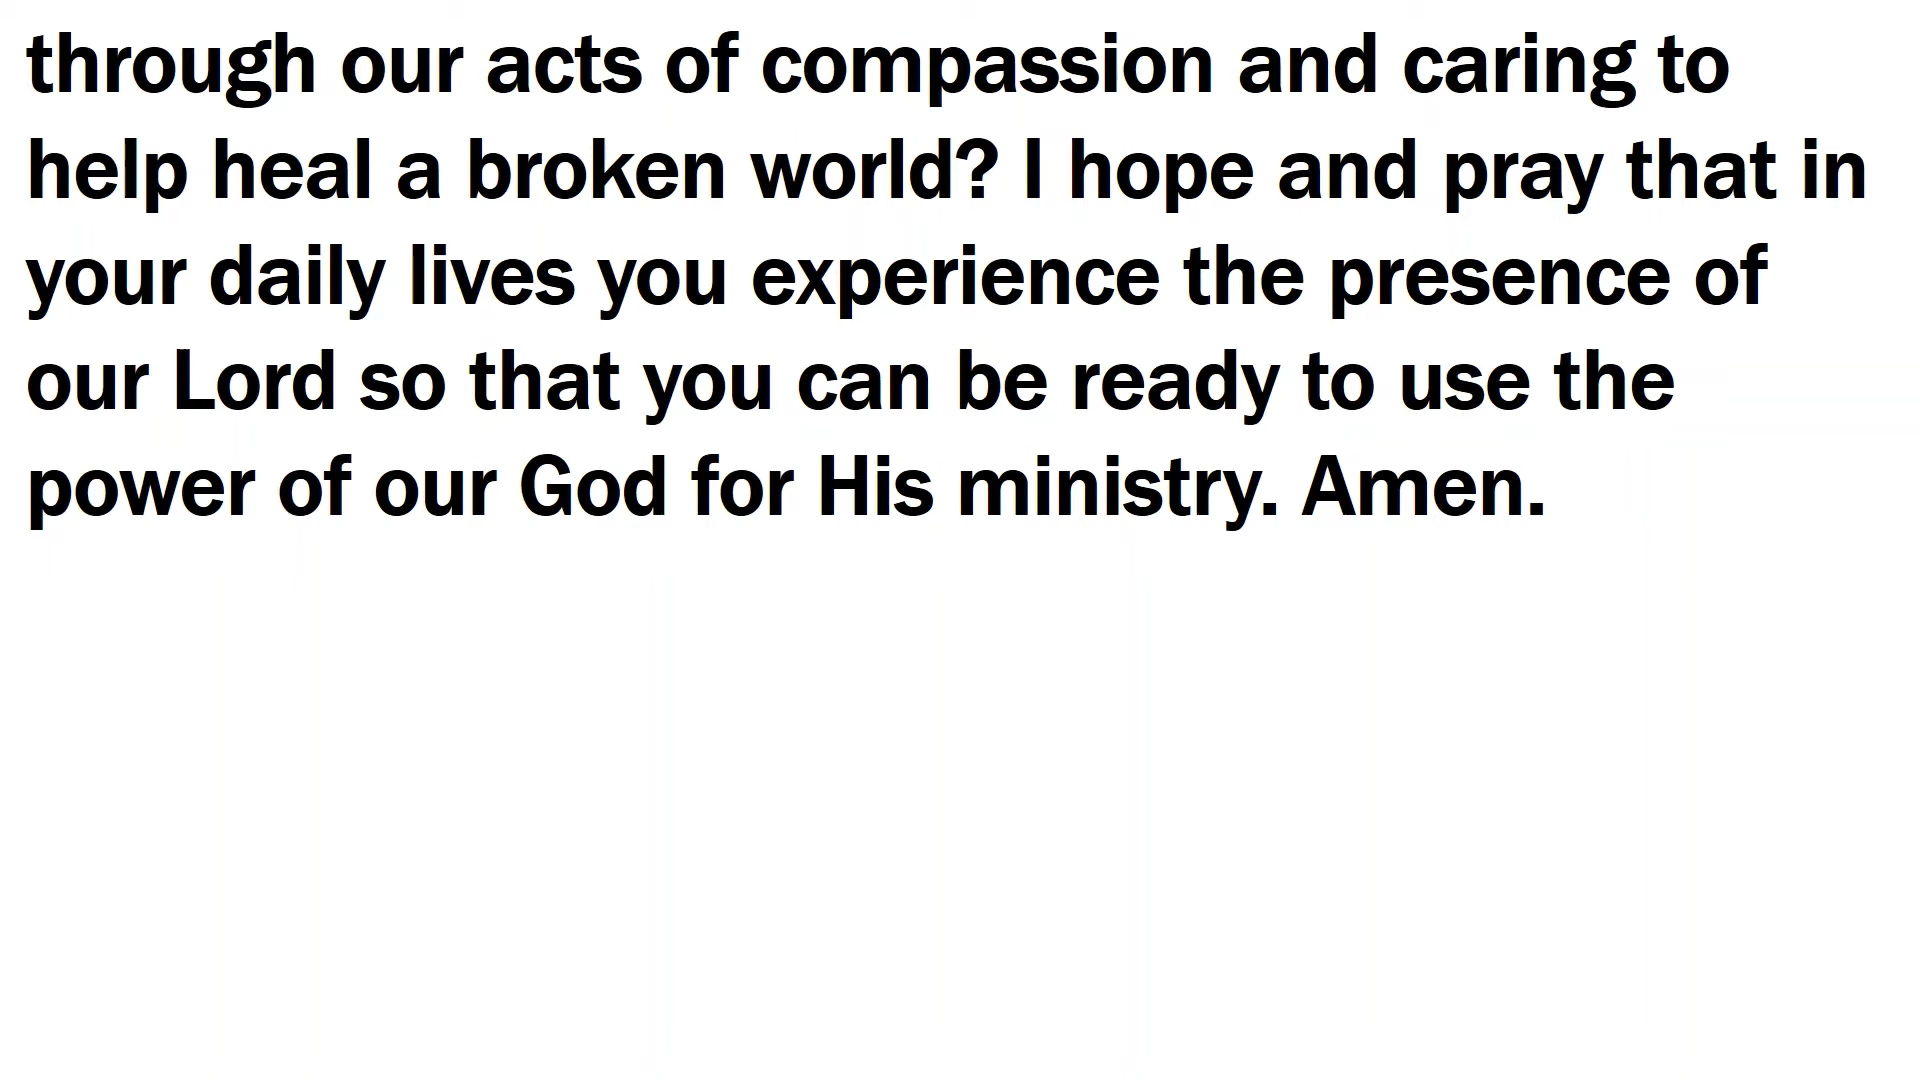 through our acts of compassion and caring to
help heal a broken world? I hope and pray that in
your daily lives you experience the presence of
our Lord so that you can be ready to use the
power of our God for His ministry. Amen.